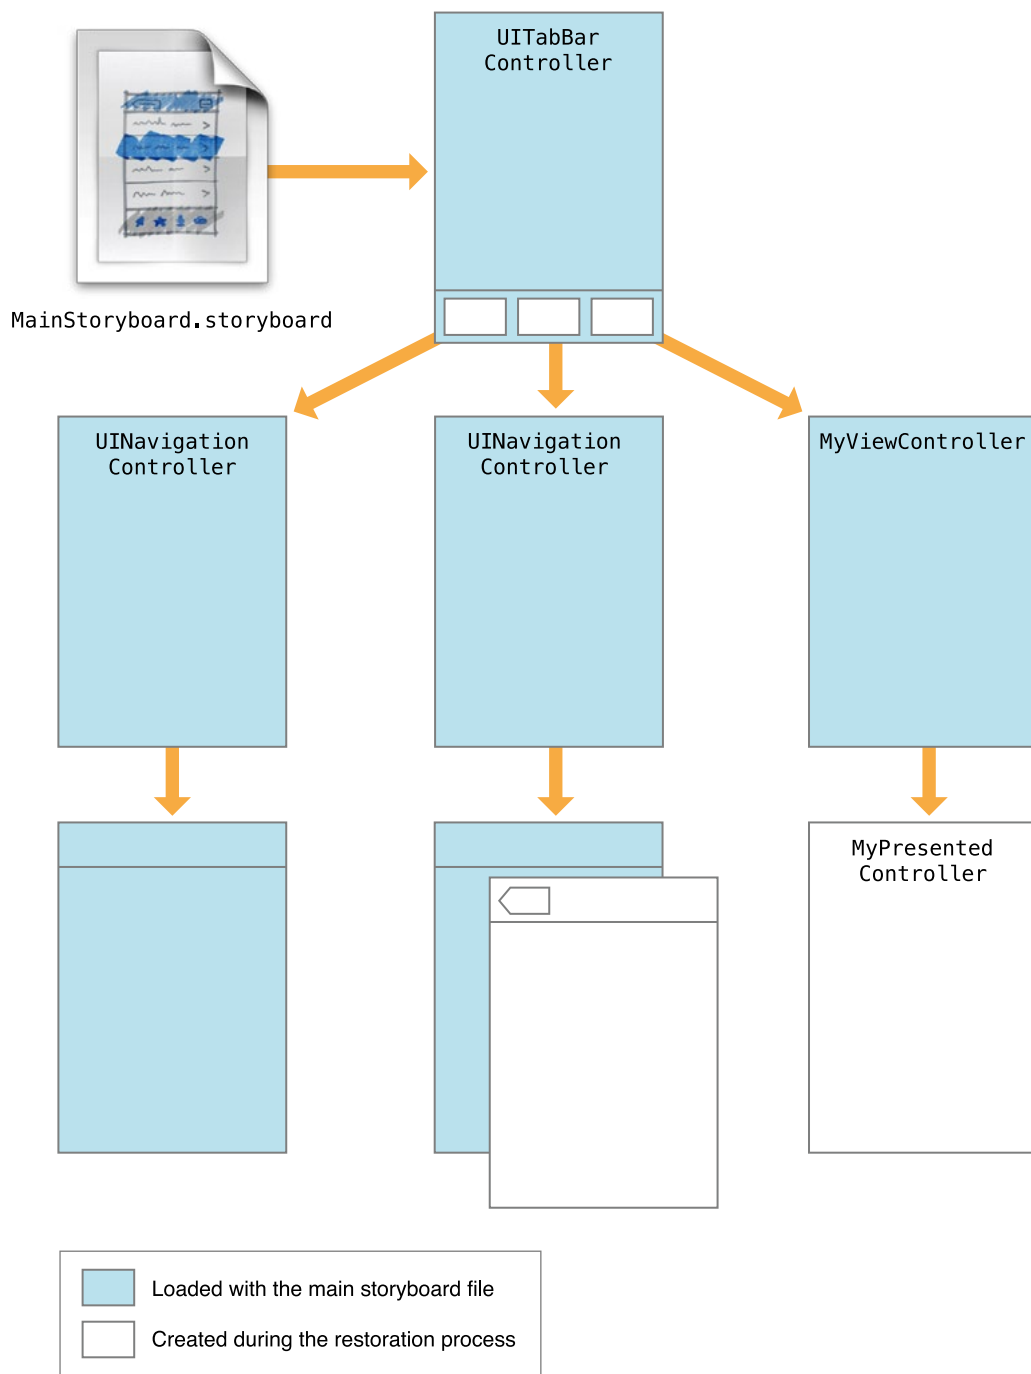 UITabBar
Controller
MainStoryboard.storyboard
UINavigation
Controller
UINavigation
Controller
MyViewController
MyPresented
Controller
Loaded with the main storyboard file
Created during the restoration process